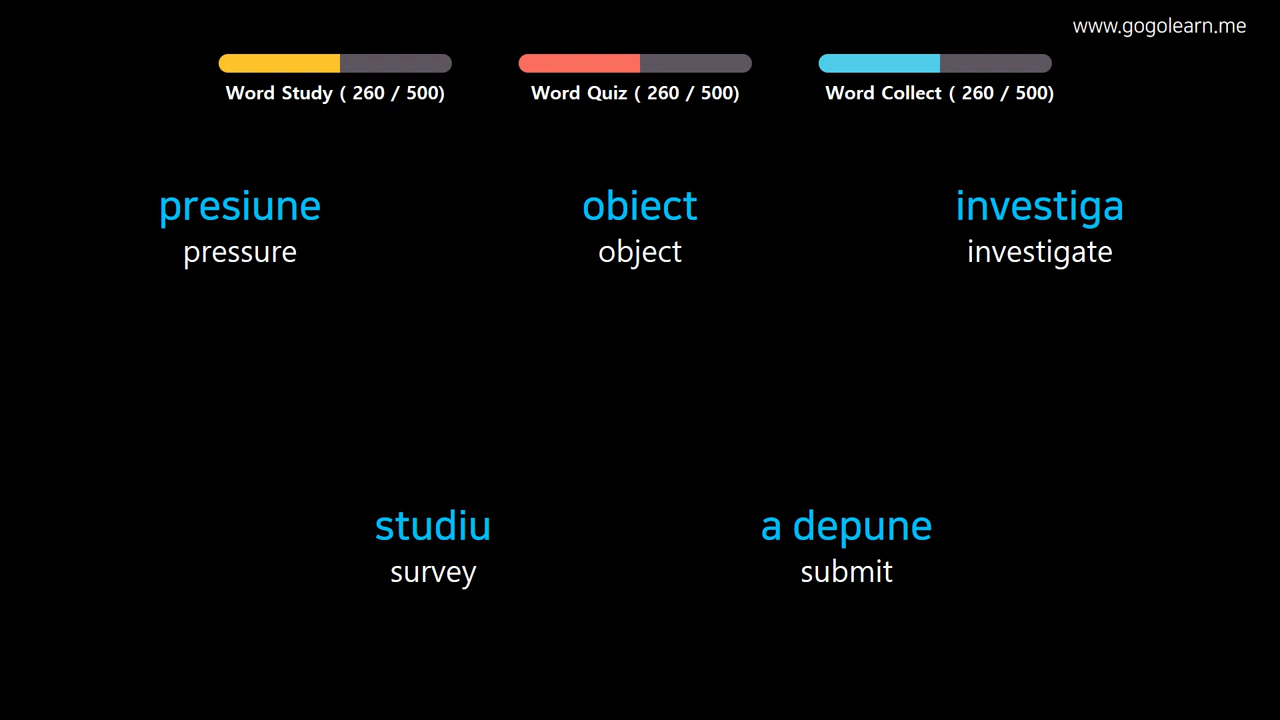 www.gogolearn.me
Word Study ( 260 / 500)
Word Quiz ( 260 / 500)
Word Collect ( 260 / 500)
presiune
pressure
obiect
object
investiga
investigate
studiu
survey
a depune
submit